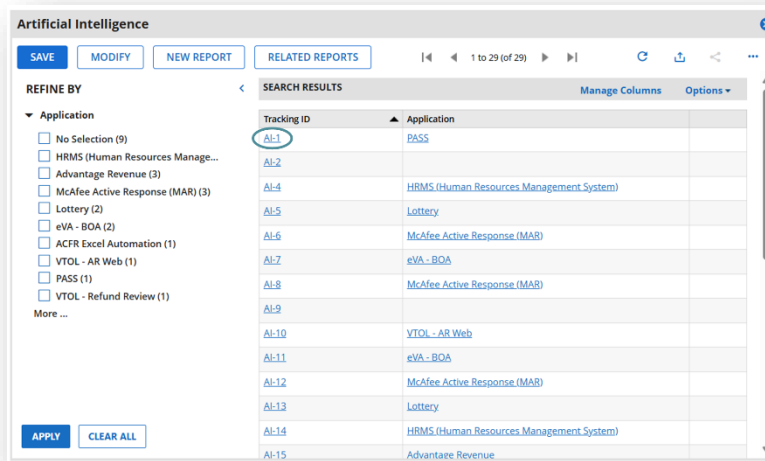 Artificial Intelligence
SAVE MODIFY NEW REPORT RELATED REPORTS 1 to 29 (of 29)
REFINE BY
Application
No Selection (9)
HRMS (Human Resources Manage...
Advantage Revenue (3)
McAfee Active Response (MAR) (3)
Lottery (2)
eVA - BOA (2)
ACFR Excel Automation (1)
VTOL - AR Web (1)
PASS (1)
VTOL - Refund Review (1)
More ...
APPLY CLEAR ALL
SEARCH RESULTS Manage Columns Options
Tracking ID Application
AI-1 PASS
AI-2
AI-4 HRMS (Human Resources Management System)
AI-5 Lottery
AI-6 McAfee Active Response (MAR)
AI-7 eVA - BOA
AI-8 McAfee Active Response (MAR)
AI-9
AI-10 VTOL - AR Web
AI-11 eVA - BOA
AI-12 McAfee Active Response (MAR)
AI-13 Lottery
AI-14 HRMS (Human Resources Management System)
AI-15 Advantage Revenue